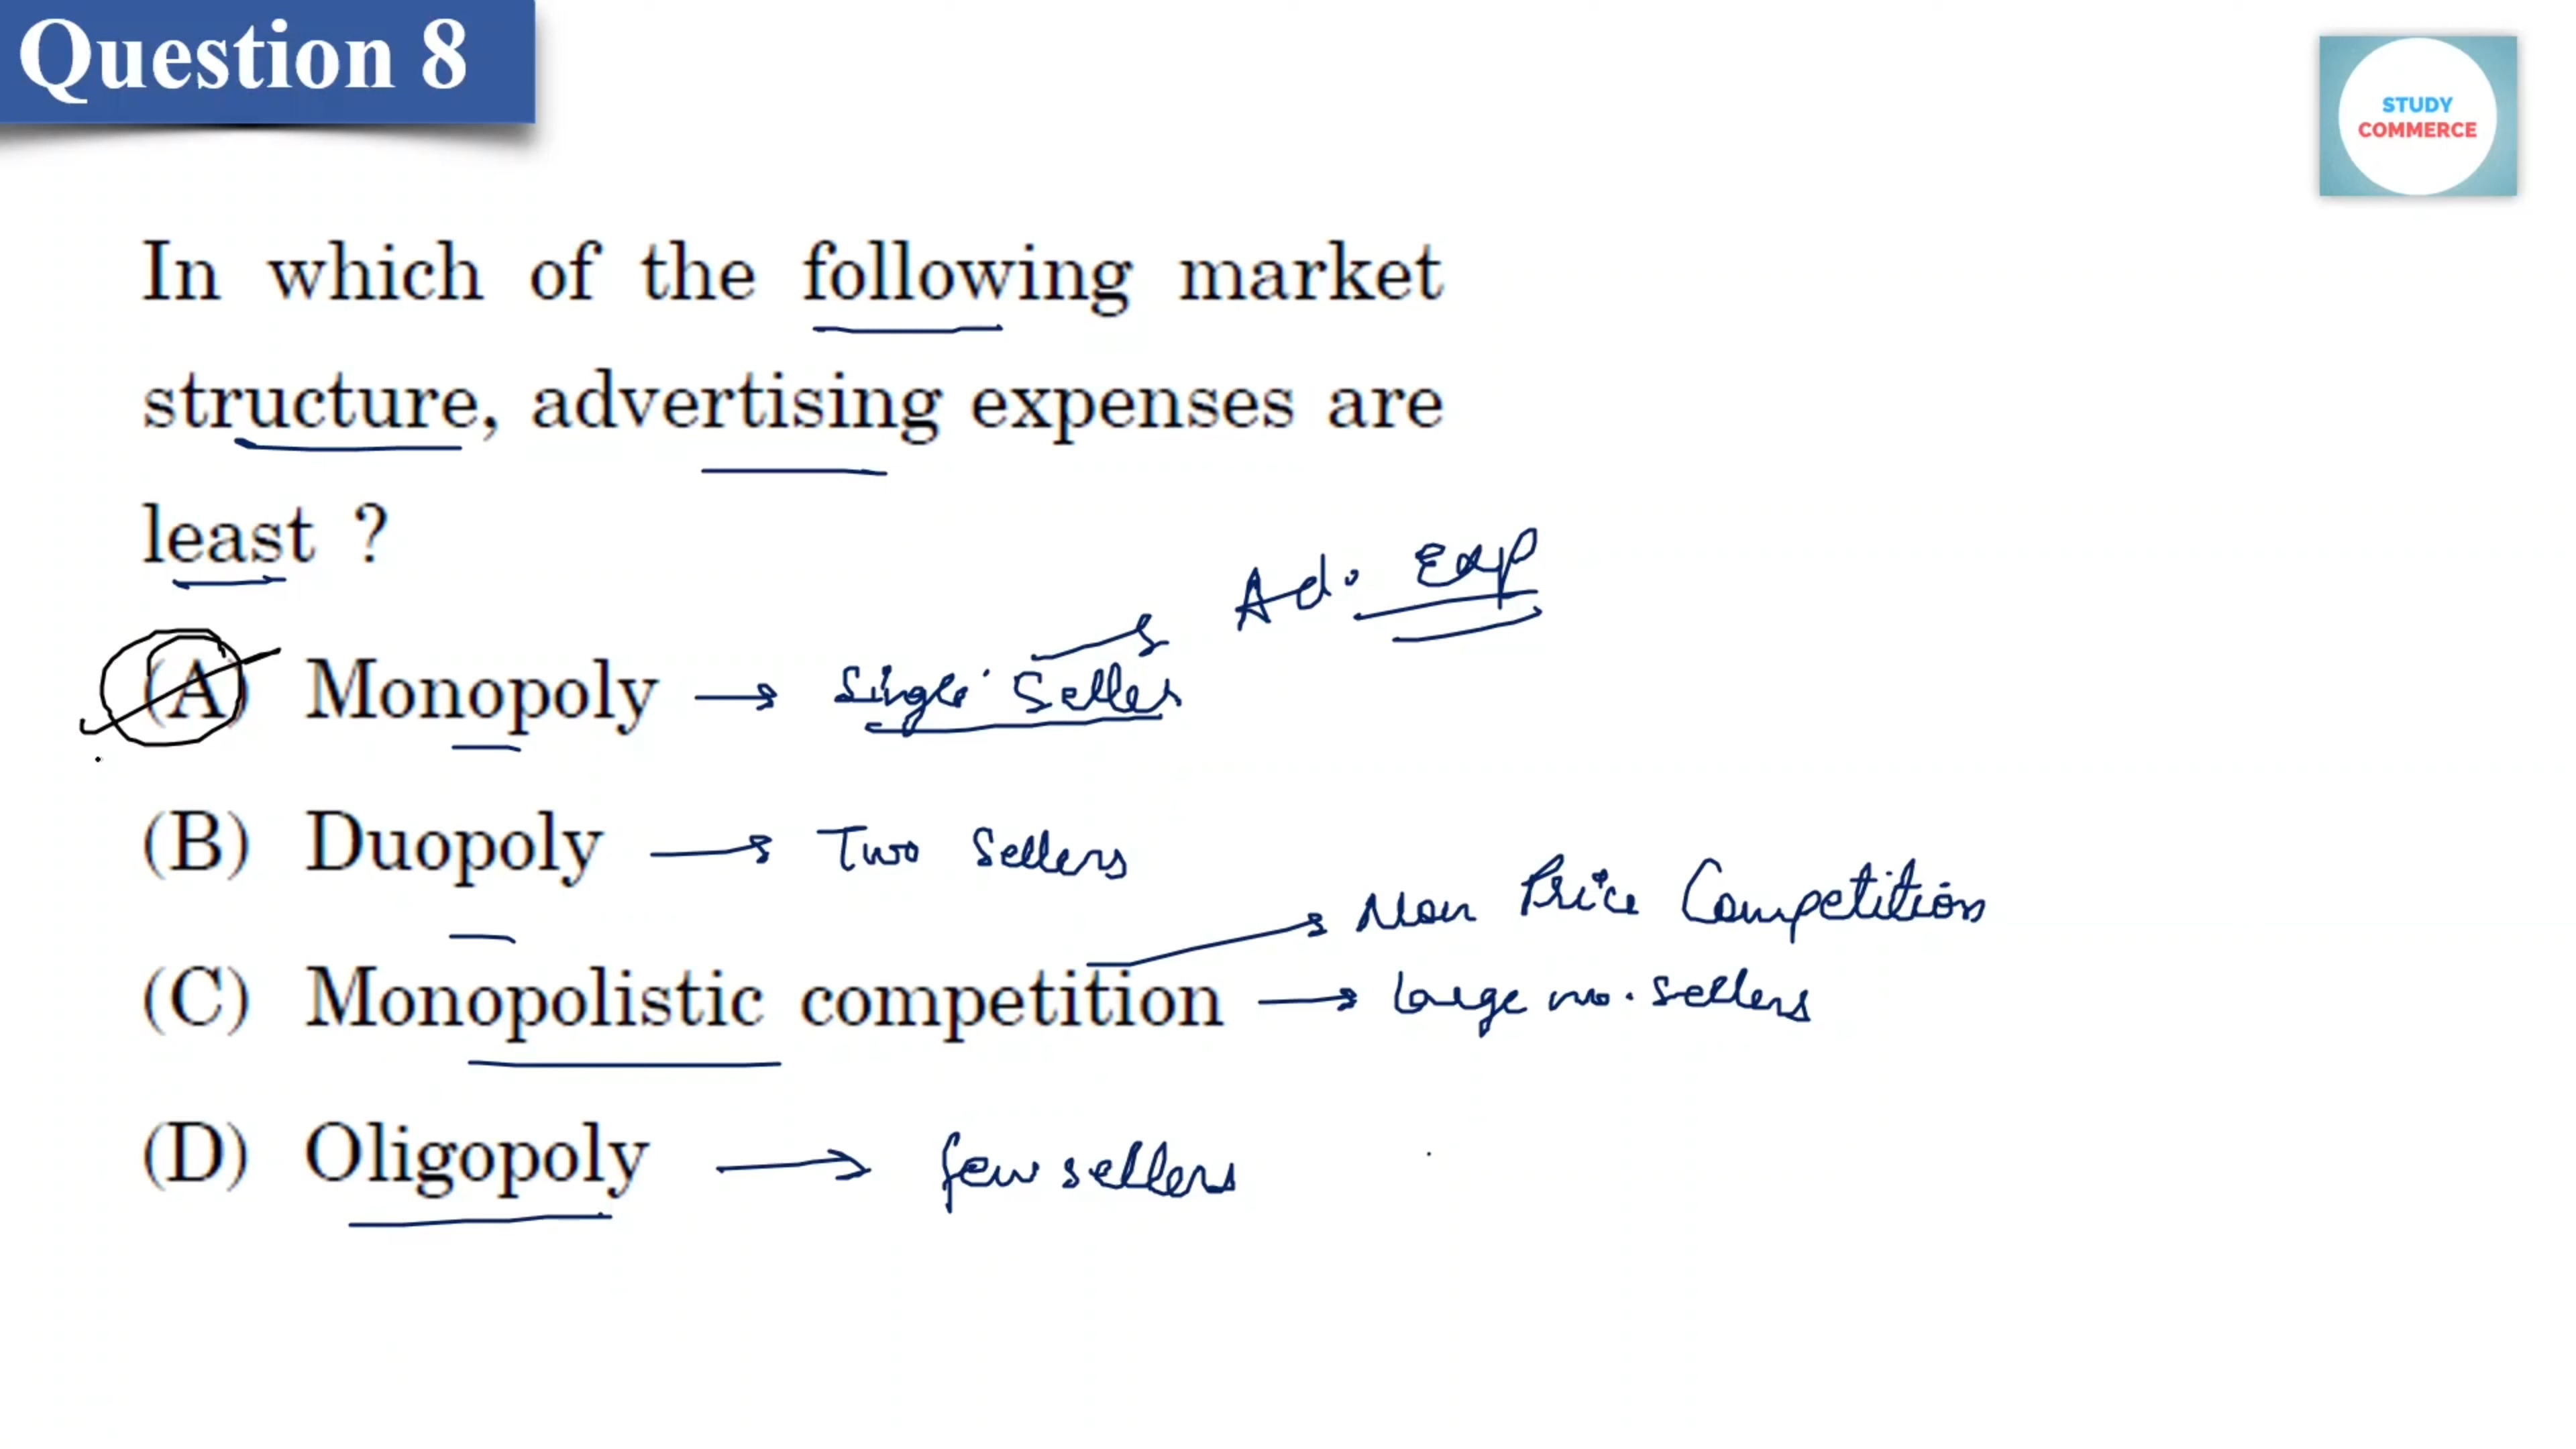 Question 8
STUDY
COMMERCE
In which of the following market
structure, advertising expenses are
least ?
Ad. Exp
(A) Monopoly → Single Seller
(B) Duopoly → Two Sellers
Non Price Competition
(C) Monopolistic competition → large no. sellers
(D) Oligopoly → few sellers